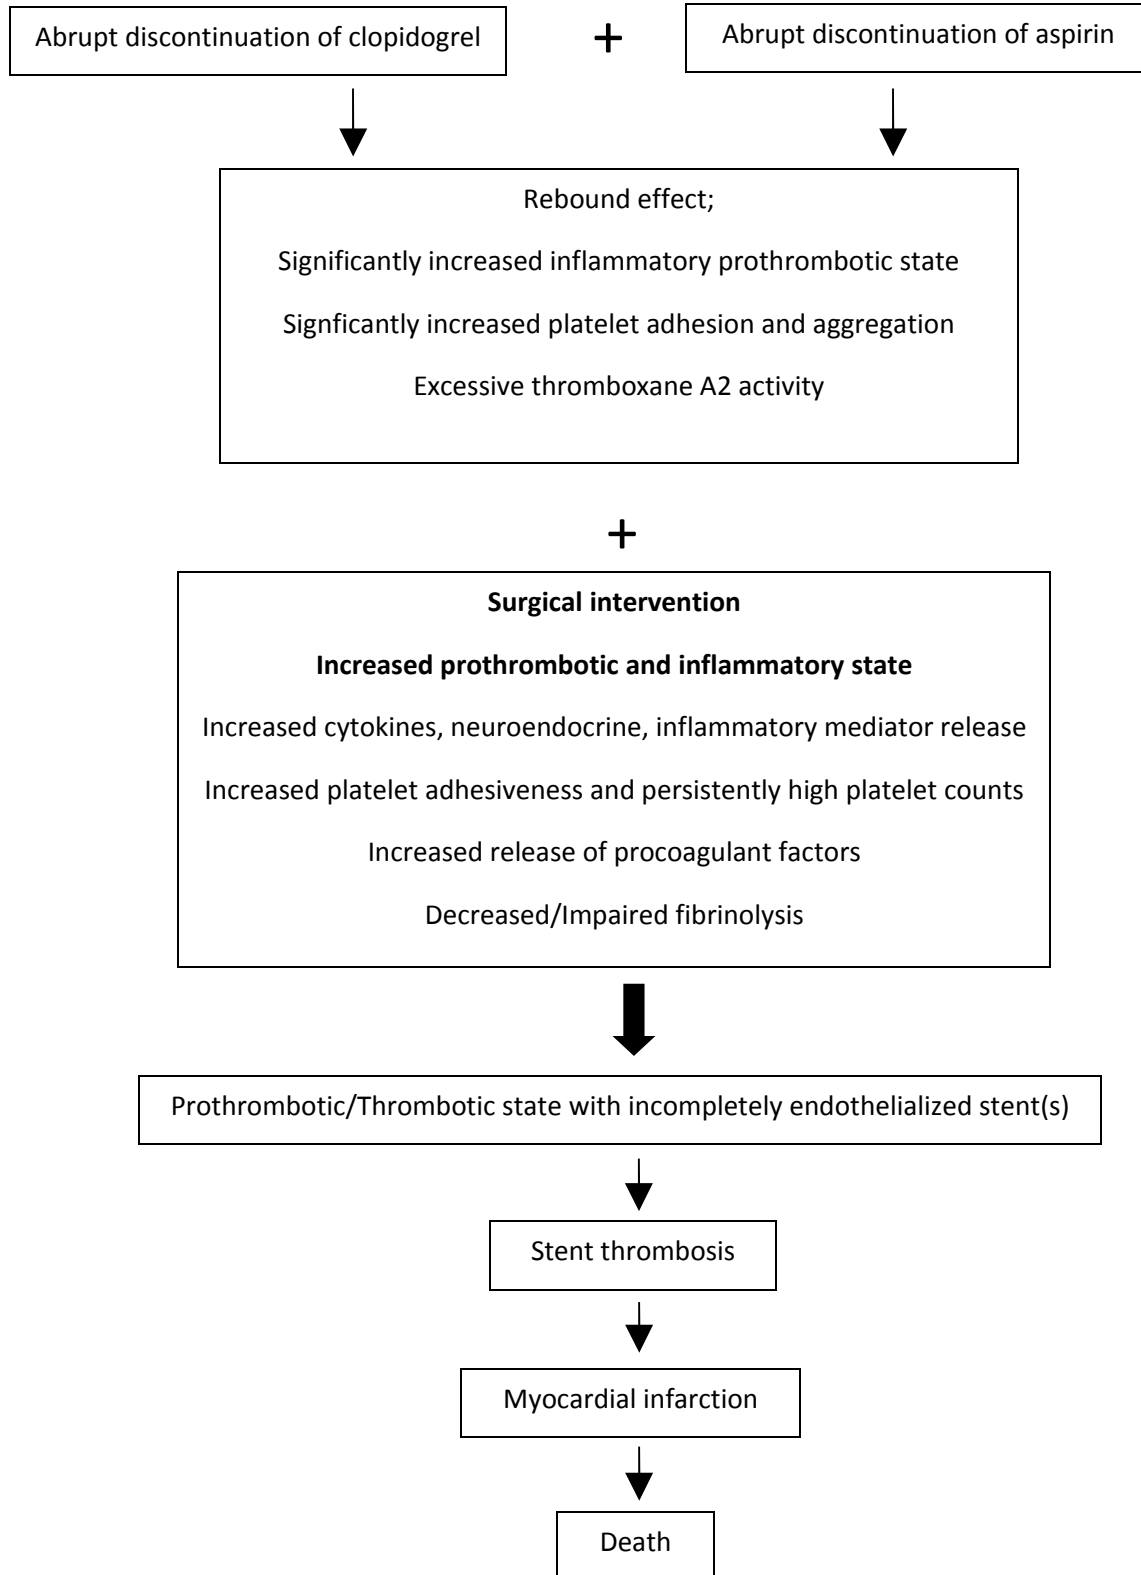 Abrupt discontinuation of clopidogrel
+
Abrupt discontinuation of aspirin
Rebound effect;
Significantly increased inflammatory prothrombotic state
Signficantly increased platelet adhesion and aggregation
Excessive thromboxane A2 activity
+
Surgical intervention
Increased prothrombotic and inflammatory state
Increased cytokines, neuroendocrine, inflammatory mediator release
Increased platelet adhesiveness and persistently high platelet counts
Increased release of procoagulant factors
Decreased/Impaired fibrinolysis
Prothrombotic/Thrombotic state with incompletely endothelialized stent(s)
Stent thrombosis
Myocardial infarction
Death